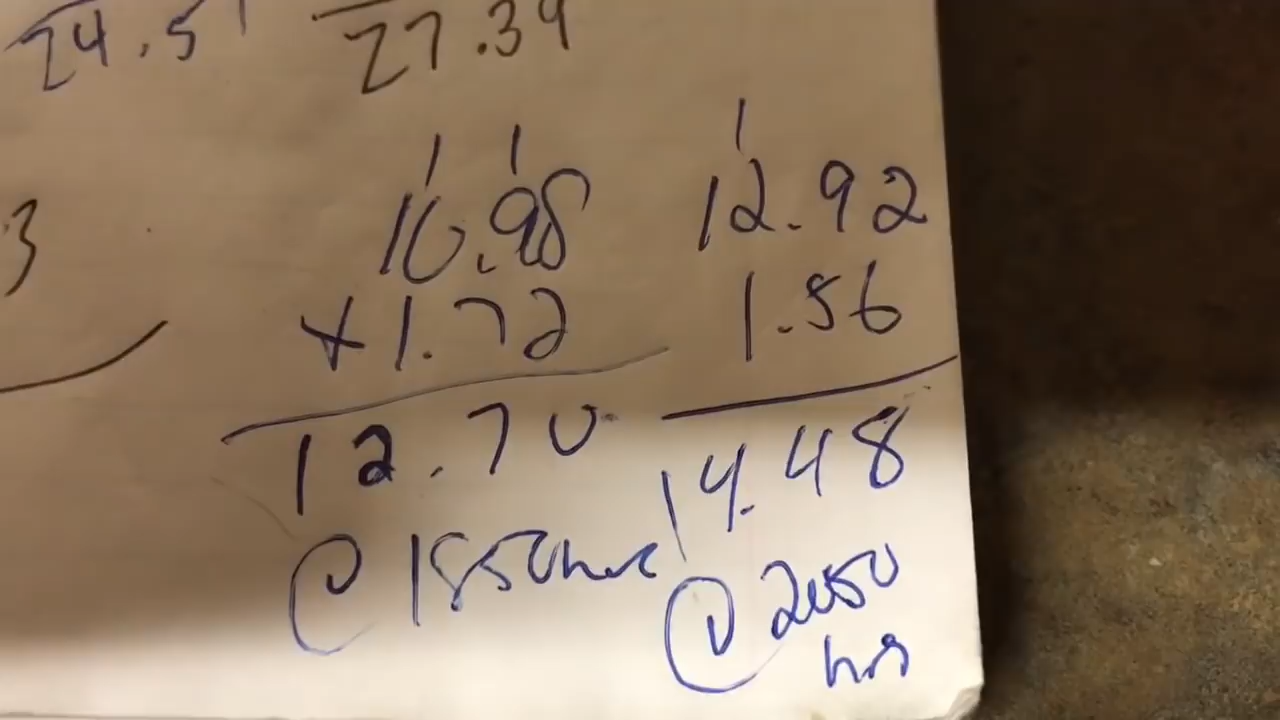 24.51 27.39
1 1 1
3 10.98 12.92
+1.72 1.56
12.70 14.48
@ 1850hrs @ 2050
hrs